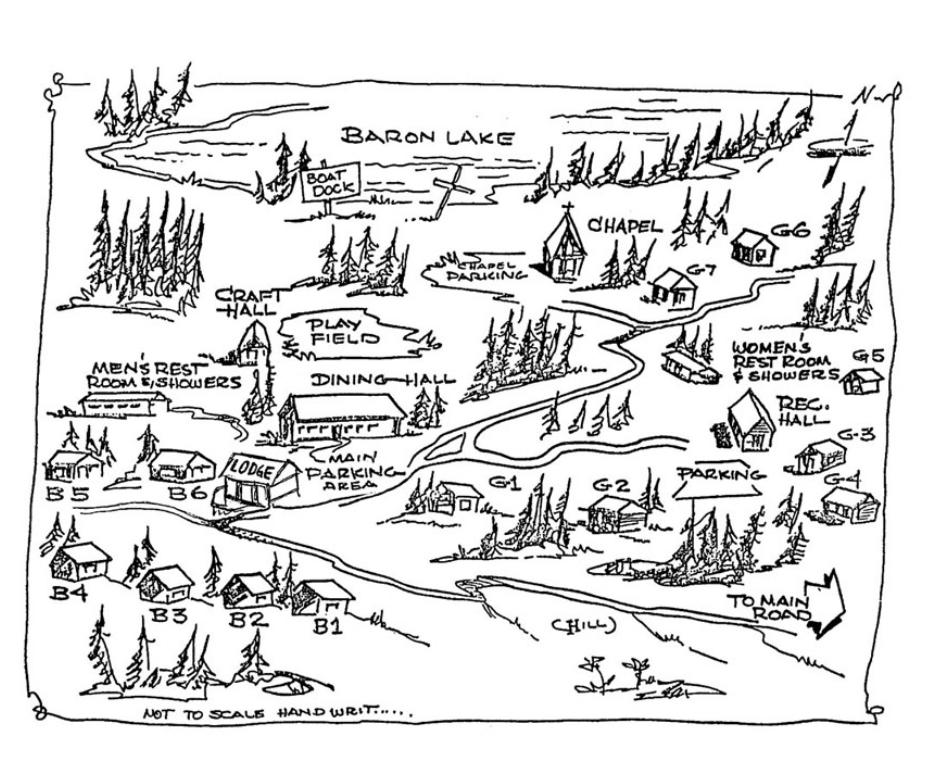 N
BARON LAKE
BOAT
DOCK
CHAPEL
G6
CHAPEL
PARKING
G7
CRAFT
HALL
PLAY
FIELD
WOMEN'S
REST ROOM
& SHOWERS
G5
MEN'S REST
ROOM & SHOWERS
DINING HALL
REC.
HALL
G-3
MAIN
PARKING
AREA
LODGE
PARKING
B5
B6
G1
G2
G-4
B4
B3
B2
B1
(HILL)
TO MAIN
ROAD
NOT TO SCALE HAND WRIT.....